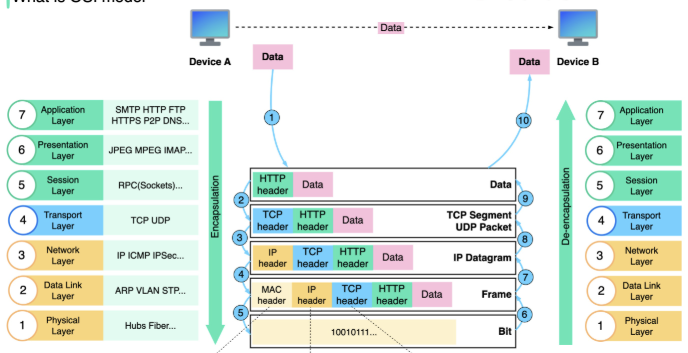 What is OSI model
Data
Device A
Data
Data
Device B
1
10
7
Application
Layer
SMTP HTTP FTP
HTTPS P2P DNS...
6
Presentation
Layer
JPEG MPEG IMAP...
5
Session
Layer
RPC(Sockets)...
4
Transport
Layer
TCP UDP
3
Network
Layer
IP ICMP IPSec...
2
Data Link
Layer
ARP VLAN STP...
1
Physical
Layer
Hubs Fiber...
Encapsulation
HTTP
header
Data
Data
2
9
TCP
header
HTTP
header
Data
TCP Segment
UDP Packet
3
8
IP
header
TCP
header
HTTP
header
Data
IP Datagram
4
7
MAC
header
IP
header
TCP
header
HTTP
header
Data
Frame
5
6
10010111...
Bit
De-encapsulation
7
Application
Layer
6
Presentation
Layer
5
Session
Layer
4
Transport
Layer
3
Network
Layer
2
Data Link
Layer
1
Physical
Layer